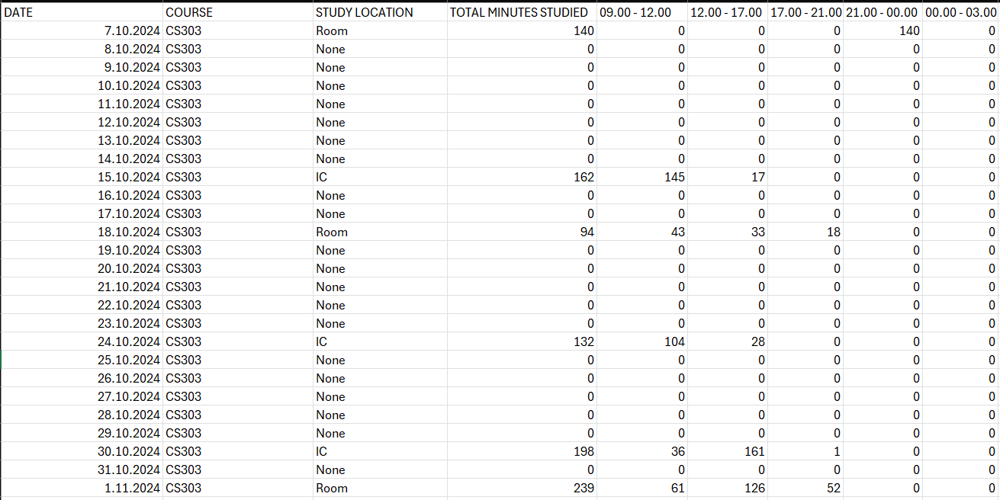 DATE COURSE STUDY LOCATION TOTAL MINUTES STUDIED 09.00 - 12.00 12.00 - 17.00 17.00 - 21.00 21.00 - 00.00 00.00 - 03.00
7.10.2024 CS303 Room 140 0 0 0 140 0
8.10.2024 CS303 None 0 0 0 0 0 0
9.10.2024 CS303 None 0 0 0 0 0 0
10.10.2024 CS303 None 0 0 0 0 0 0
11.10.2024 CS303 None 0 0 0 0 0 0
12.10.2024 CS303 None 0 0 0 0 0 0
13.10.2024 CS303 None 0 0 0 0 0 0
14.10.2024 CS303 None 0 0 0 0 0 0
15.10.2024 CS303 IC 162 145 17 0 0 0
16.10.2024 CS303 None 0 0 0 0 0 0
17.10.2024 CS303 None 0 0 0 0 0 0
18.10.2024 CS303 Room 94 43 33 18 0 0
19.10.2024 CS303 None 0 0 0 0 0 0
20.10.2024 CS303 None 0 0 0 0 0 0
21.10.2024 CS303 None 0 0 0 0 0 0
22.10.2024 CS303 None 0 0 0 0 0 0
23.10.2024 CS303 None 0 0 0 0 0 0
24.10.2024 CS303 IC 132 104 28 0 0 0
25.10.2024 CS303 None 0 0 0 0 0 0
26.10.2024 CS303 None 0 0 0 0 0 0
27.10.2024 CS303 None 0 0 0 0 0 0
28.10.2024 CS303 None 0 0 0 0 0 0
29.10.2024 CS303 None 0 0 0 0 0 0
30.10.2024 CS303 IC 198 36 161 1 0 0
31.10.2024 CS303 None 0 0 0 0 0 0
1.11.2024 CS303 Room 239 61 126 52 0 0